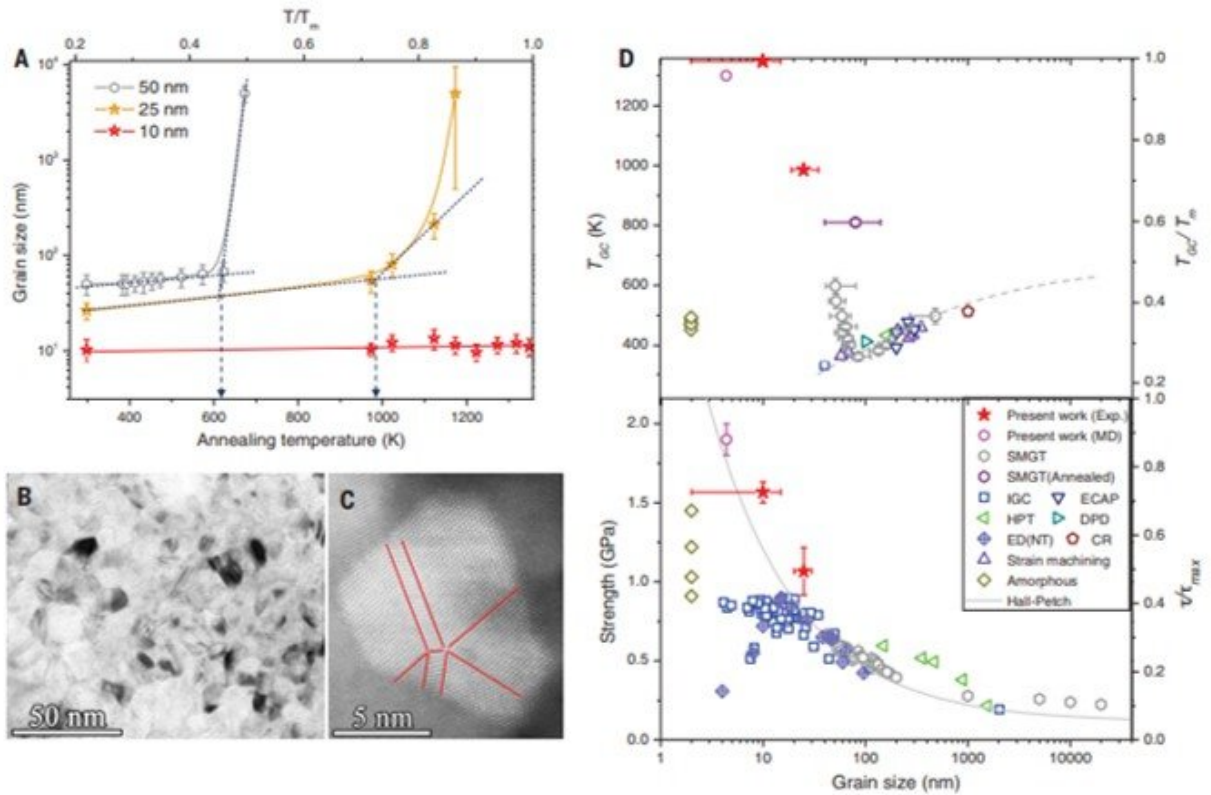 T/Tm
0.2 0.4 0.6 0.8 1.0
A
10⁴
10³
10²
10¹
50 nm
25 nm
10 nm
Grain size (nm)
400 600 800 1000 1200
Annealing temperature (K)
B
50 nm
C
5 nm
D
1200
1000
800
600
400
T_GC (K)
1.0
0.8
0.6
0.4
0.2
T_GC/T_m
2.0
1.5
1.0
0.5
0.0
Strength (GPa)
1.0
0.8
0.6
0.4
0.2
0.0
τ/τmax
Present work (Exp.)
Present work (MD)
SMGT
SMGT(Annealed)
IGC ECAP
HPT DPD
ED(NT) CR
Strain machining
Amorphous
Hall-Petch
1 10 100 1000 10000
Grain size (nm)